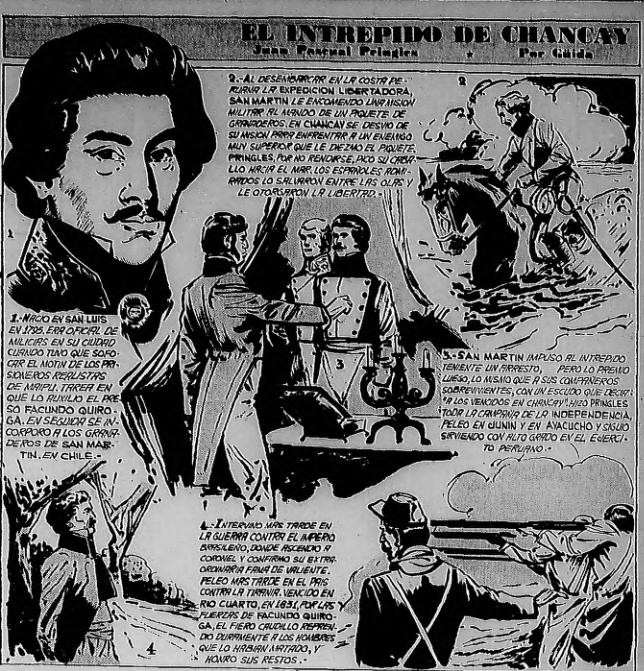 EL INTREPIDO DE CHANCAY
Juan Pascual Pringles ★ Por Guida
1.-NACIO EN SAN LUIS
EN 1795. ERA OFICIAL DE
MILICIAS EN SU CIUDAD
CUANDO TUVO QUE SOFO-
CAR EL MOTIN DE LOS PRI-
SIONEROS REALISTAS
DE MAIPU, TAREA EN
QUE LO AUXILIO EL PRE-
SO FACUNDO QUIRO-
GA. EN SEGUIDA SE IN-
CORPORO A LOS GRANA-
DEROS DE SAN MAR-
TIN, EN CHILE.-
1
2.-AL DESEMBARCAR EN LA COSTA PE-
RUANA LA EXPEDICION LIBERTADORA,
SAN MARTIN LE ENCOMENDO UNA MISION
MILITAR AL MANDO DE UN PIQUETE DE
GRANADEROS. EN CHANCAY SE DESVIO DE
SU MISION PARA ENFRENTAR A UN ENEMIGO
MUY SUPERIOR QUE LE DIEZMO EL PIQUETE.
PRINGLES, POR NO RENDIRSE, PICO SU CABA-
LLO HACIA EL MAR. LOS ESPAÑOLES ADMI-
RADOS LO SALVARON ENTRE LAS OLAS Y
LE OTORGARON LA LIBERTAD.-
2
3
3.-SAN MARTIN IMPUSO AL INTREPIDO
TENIENTE UN ARRESTO, PERO LO PREMIO
LUEGO, LO MISMO QUE A SUS COMPAÑEROS
SOBREVIVIENTES, CON UN ESCUDO QUE DECIA:
"A LOS VENCIDOS EN CHANCAY". HIZO PRINGLES
TODA LA CAMPAÑA DE LA INDEPENDENCIA,
PELEO EN JUNIN Y EN AYACUCHO Y SIGUIO
SIRVIENDO CON ALTO GRADO EN EL EJERCI-
TO PERUANO.-
4.-INTERVINO MAS TARDE EN
LA GUERRA CONTRA EL IMPERIO
BRASILEÑO, DONDE ASCENDIO A
CORONEL Y CONFIRMO SU EXTRA-
ORDINARIA FAMA DE VALIENTE.
PELEO MAS TARDE EN EL PAIS
CONTRA LA TIRANIA. VENCIDO EN
RIO CUARTO, EN 1831, POR LAS
FUERZAS DE FACUNDO QUIRO-
GA, EL FIERO CAUDILLO REPREN-
DIO DURAMENTE A LOS HOMBRES
QUE LO HABIAN MATADO, Y
HONRO SUS RESTOS.-
4